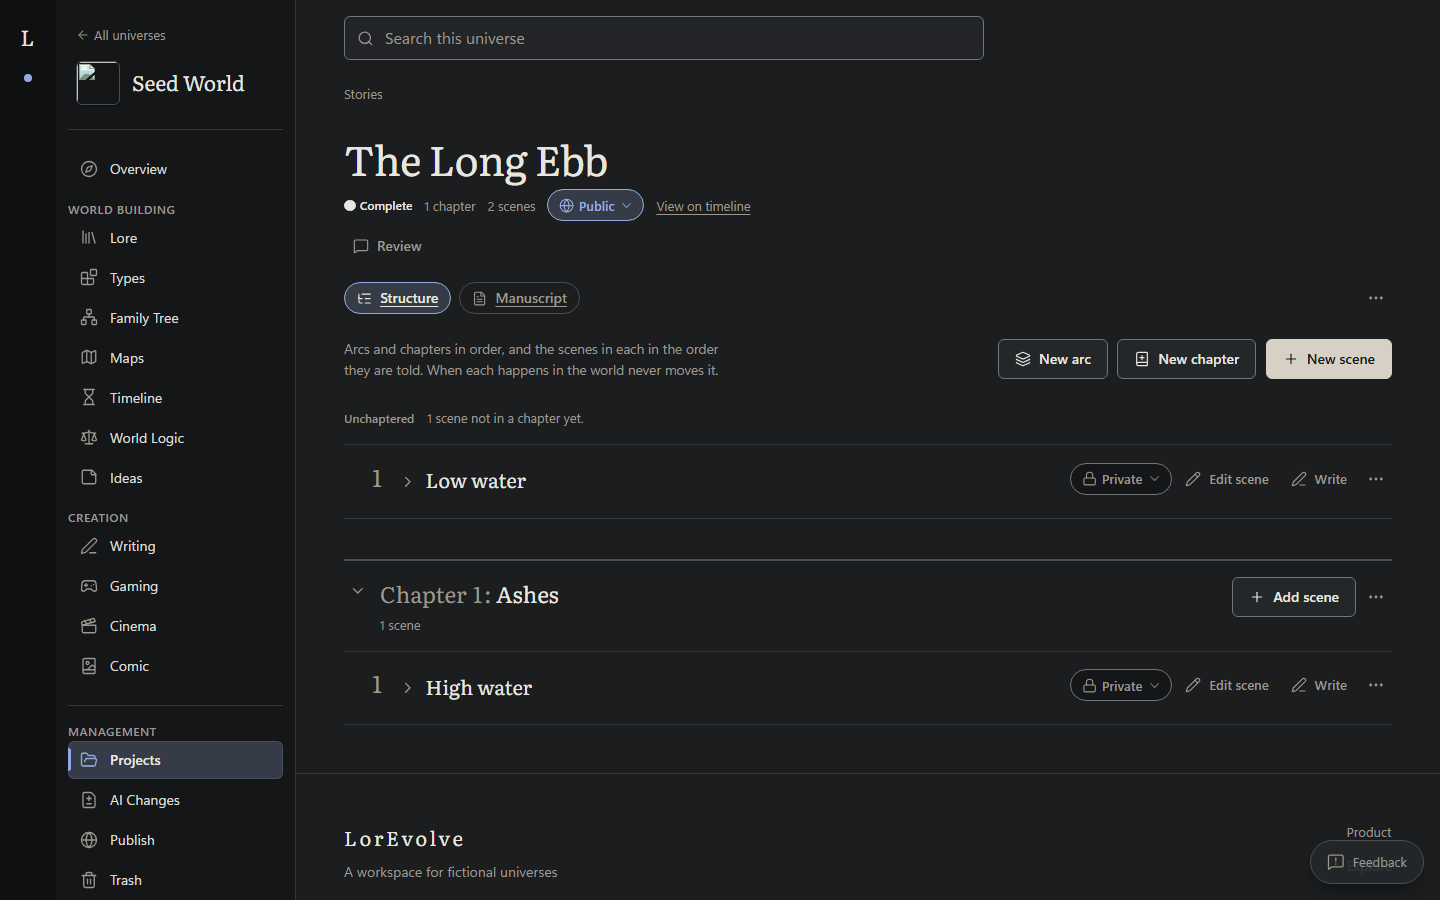 L
All universes
Seed World
Overview
WORLD BUILDING
Lore
Types
Family Tree
Maps
Timeline
World Logic
Ideas
CREATION
Writing
Gaming
Cinema
Comic
MANAGEMENT
Projects
AI Changes
Publish
Trash
Search this universe
Stories
The Long Ebb
Complete 1 chapter 2 scenes Public View on timeline
Review
Structure Manuscript
Arcs and chapters in order, and the scenes in each in the order
they are told. When each happens in the world never moves it.
New arc New chapter New scene
Unchaptered 1 scene not in a chapter yet.
1 Low water Private Edit scene Write
Chapter 1: Ashes Add scene
1 scene
1 High water Private Edit scene Write
LorEvolve
A workspace for fictional universes
Product
Feedback